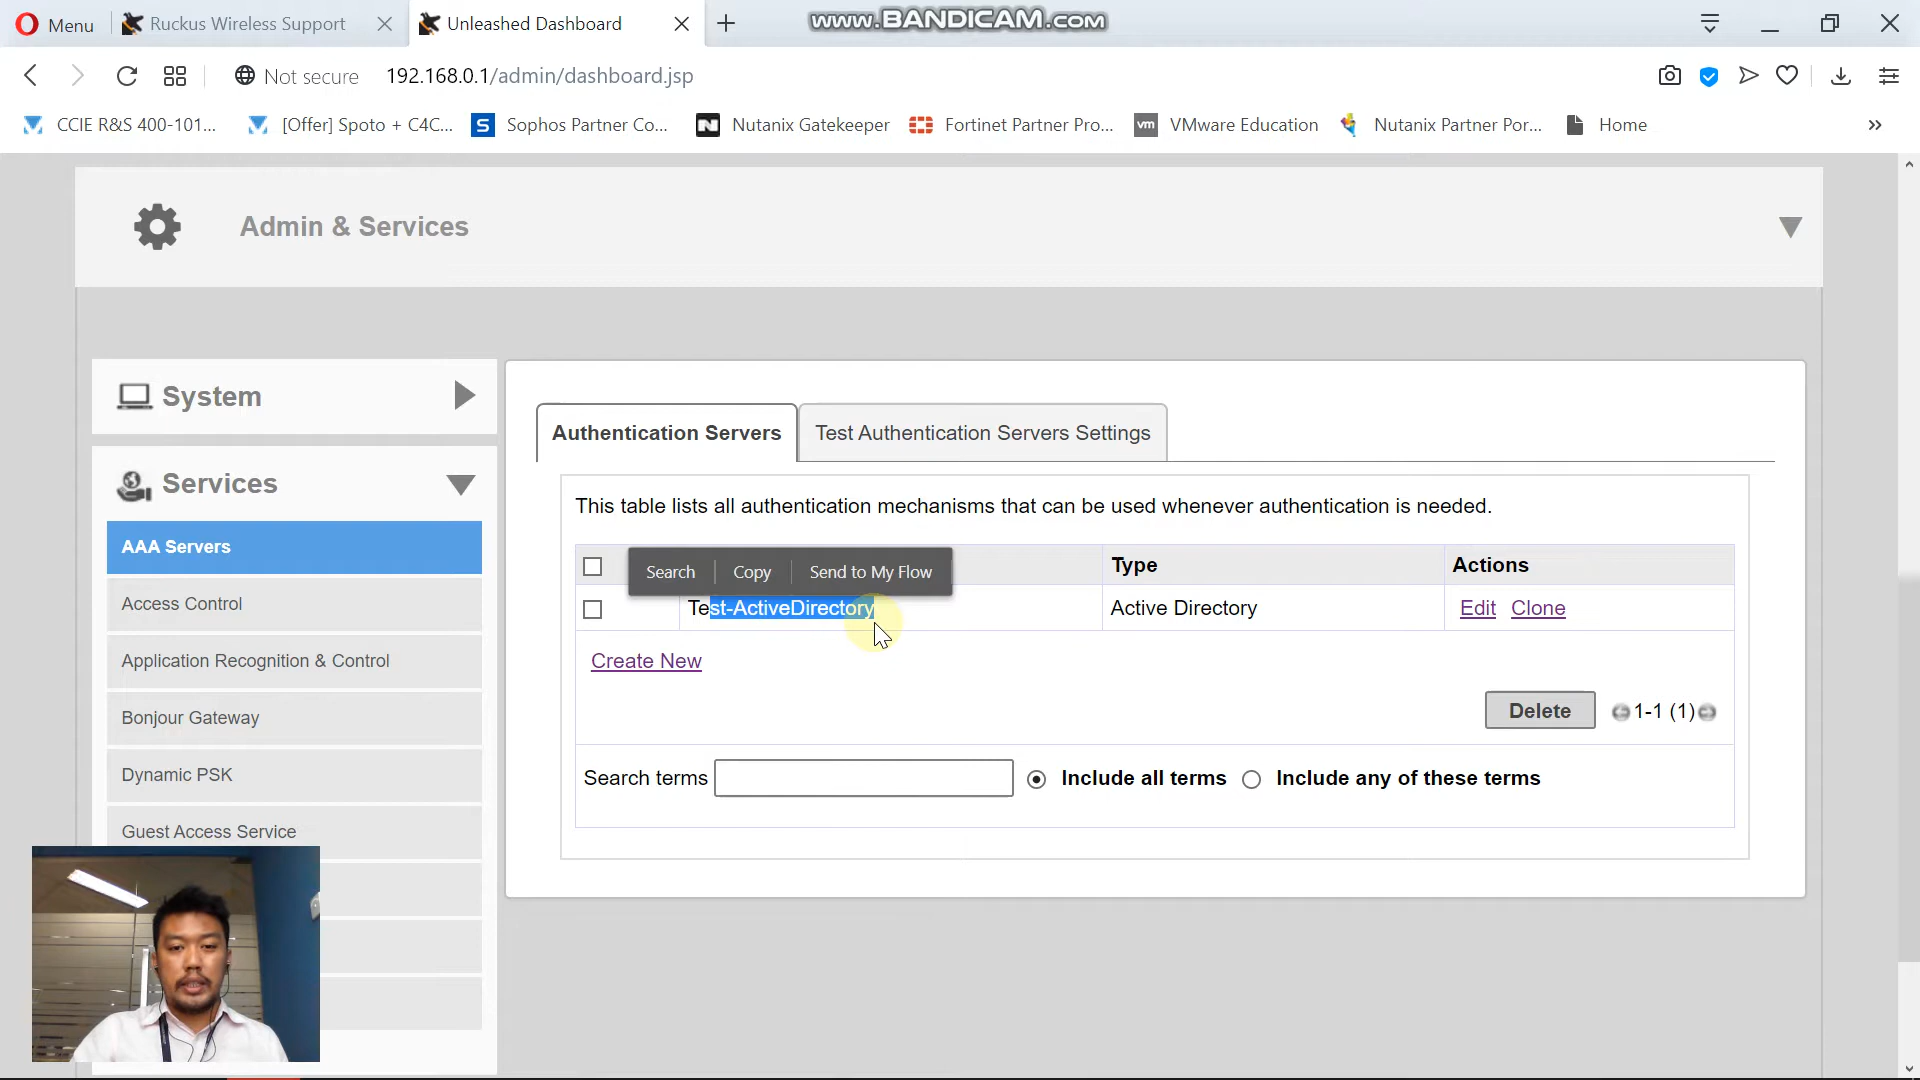 Menu
Ruckus Wireless Support
Unleashed Dashboard
www.BANDICAM.com
Not secure
192.168.0.1/admin/dashboard.jsp
CCIE R&S 400-101...
[Offer] Spoto + C4C...
S
Sophos Partner Co...
N
Nutanix Gatekeeper
Fortinet Partner Pro...
vm
VMware Education
Nutanix Partner Por...
Home
Admin & Services
System
Services
AAA Servers
Access Control
Application Recognition & Control
Bonjour Gateway
Dynamic PSK
Guest Access Service
Authentication Servers
Test Authentication Servers Settings
This table lists all authentication mechanisms that can be used whenever authentication is needed.
Search
Copy
Send to My Flow
Type
Actions
Test-ActiveDirectory
Active Directory
Edit Clone
Create New
Delete
1-1 (1)
Search terms
Include all terms
Include any of these terms